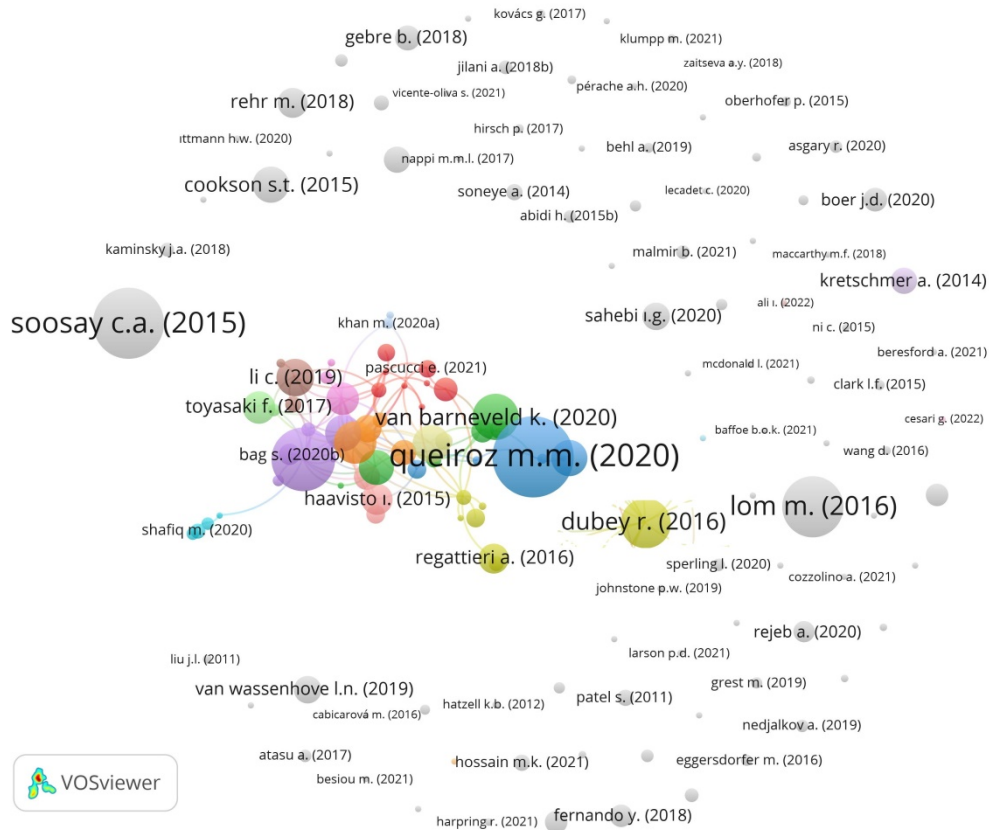 kovács g. (2017)
gebre b. (2018)
klumpp m. (2021)
jilani a. (2018b)
zaitseva a.y. (2018)
pérache a.h. (2020)
vicente-oliva s. (2021)
rehr m. (2018)
oberhofer p. (2015)
hirsch p. (2017)
ıttmann h.w. (2020)
behl a. (2019)
asgary r. (2020)
nappi m.m.l. (2017)
cookson s.t. (2015)
soneye a. (2014)
lecadet c. (2020)
boer j.d. (2020)
abidi h. (2015b)
kaminsky j.a. (2018)
malmir b. (2021)
maccarthy m.f. (2018)
kretschmer a. (2014)
ali ı. (2022)
sahebi ı.g. (2020)
soosay c.a. (2015)
khan m. (2020a)
ni c. (2015)
beresford a. (2021)
mcdonald l. (2021)
pascucci e. (2021)
li c. (2019)
clark l.f. (2015)
toyasaki f. (2017)
van barneveld k. (2020)
cesari g. (2022)
baffoe b.o.k. (2021)
wang d. (2016)
bag s. (2020b)
queiroz m.m. (2020)
haavisto ı. (2015)
lom m. (2016)
dubey r. (2016)
shafiq m. (2020)
regattieri a. (2016)
sperling l. (2020)
cozzolino a. (2021)
johnstone p.w. (2019)
rejeb a. (2020)
larson p.d. (2021)
liu j.l. (2011)
grest m. (2019)
van wassenhove l.n. (2019)
patel s. (2011)
hatzell k.b. (2012)
cabicarová m. (2016)
nedjalkov a. (2019)
atasu a. (2017)
hossain m.k. (2021)
eggersdorfer m. (2016)
besiou m. (2021)
VOSviewer
fernando y. (2018)
harpring r. (2021)